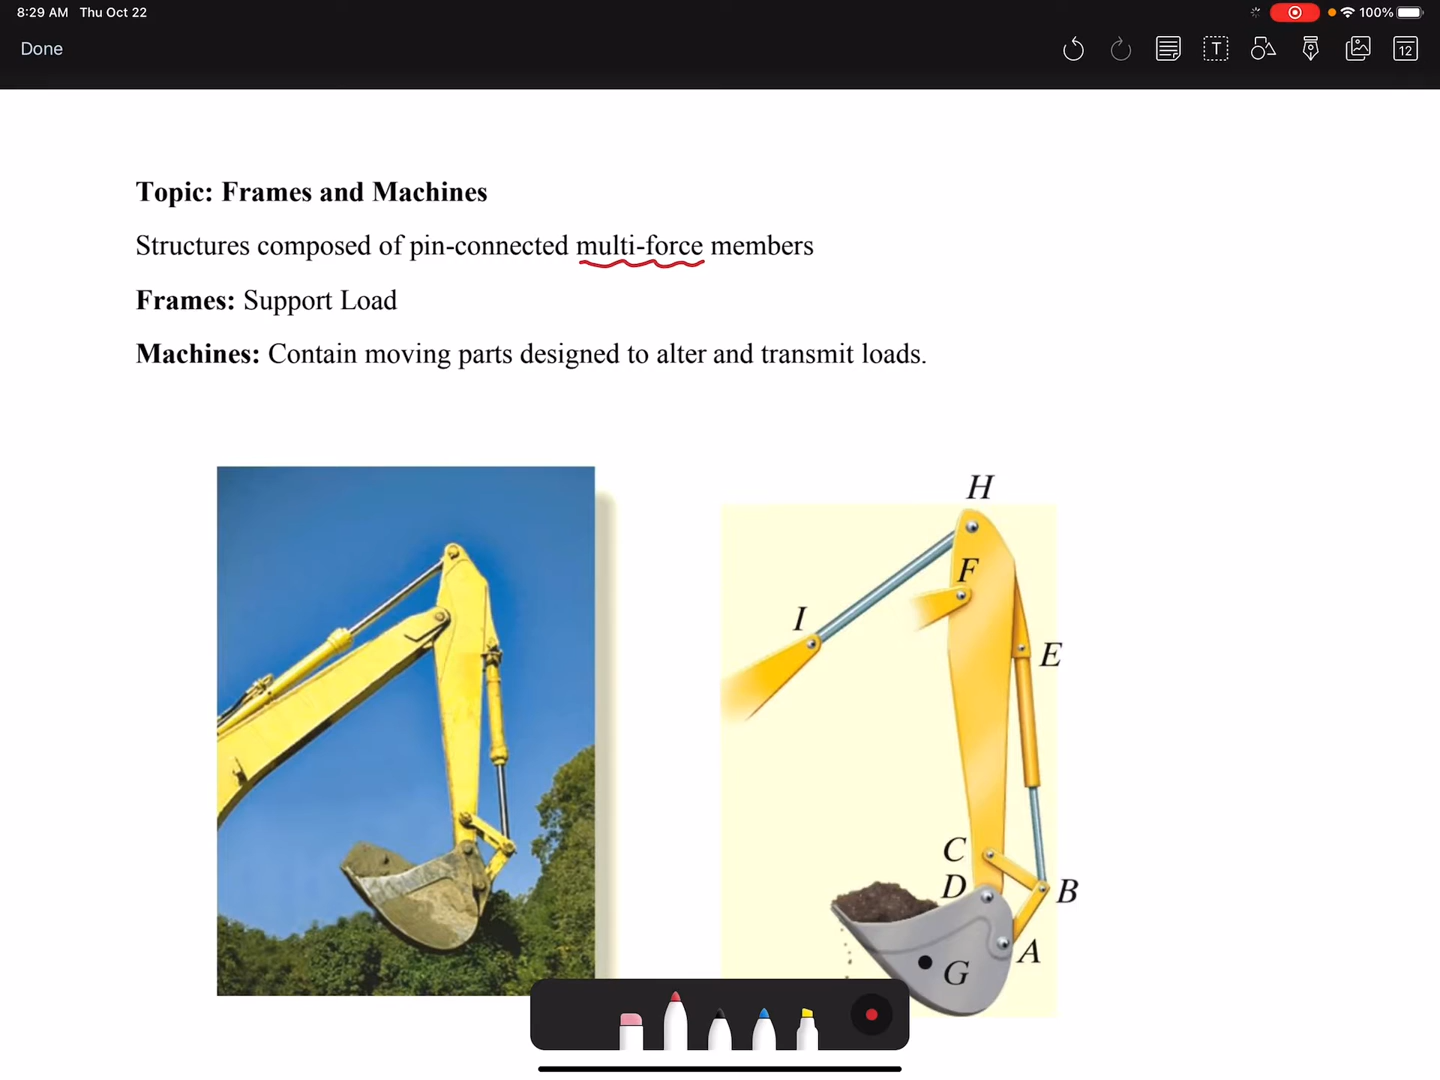 8:29 AM Thu Oct 22
100%
Done
T
12
Topic: Frames and Machines
Structures composed of pin-connected multi-force members
Frames: Support Load
Machines: Contain moving parts designed to alter and transmit loads.
H
F
I
E
C
D
B
A
G